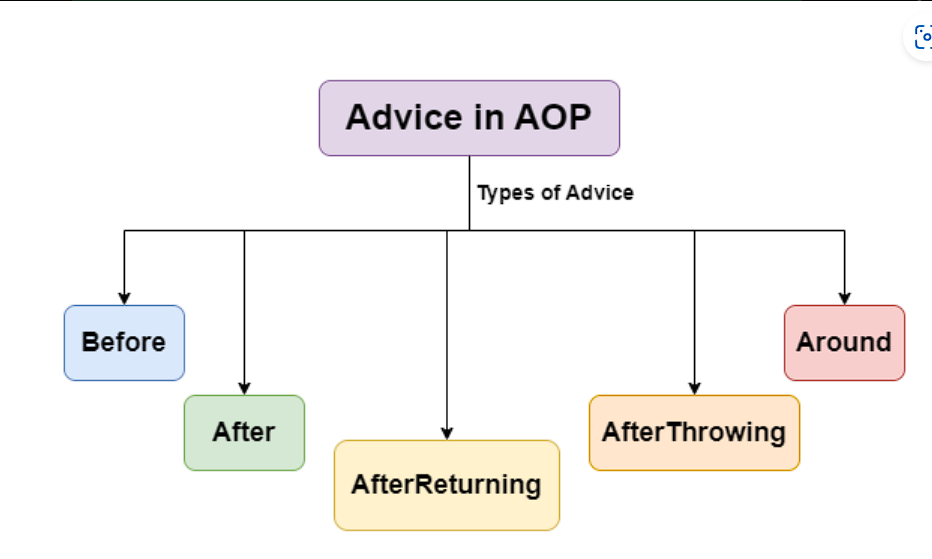 Advice in AOP
Types of Advice
Before
Around
After
AfterThrowing
AfterReturning